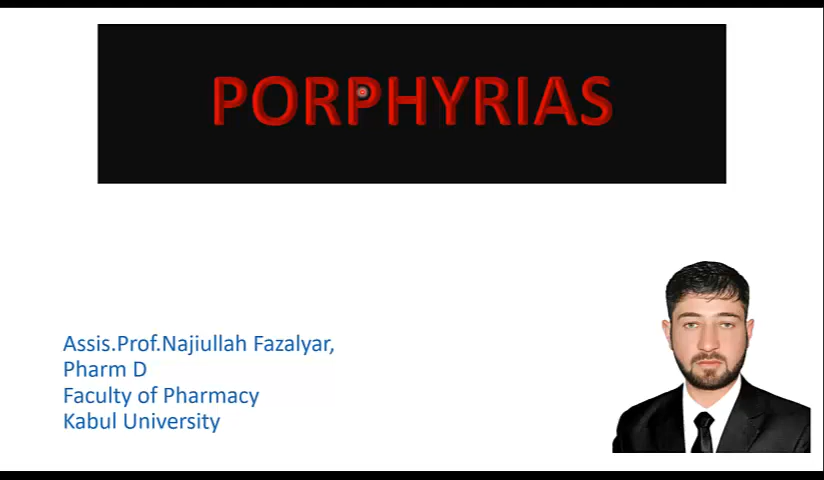 PORPHYRIAS
Assis.Prof.Najiullah Fazalyar,
Pharm D
Faculty of Pharmacy
Kabul University